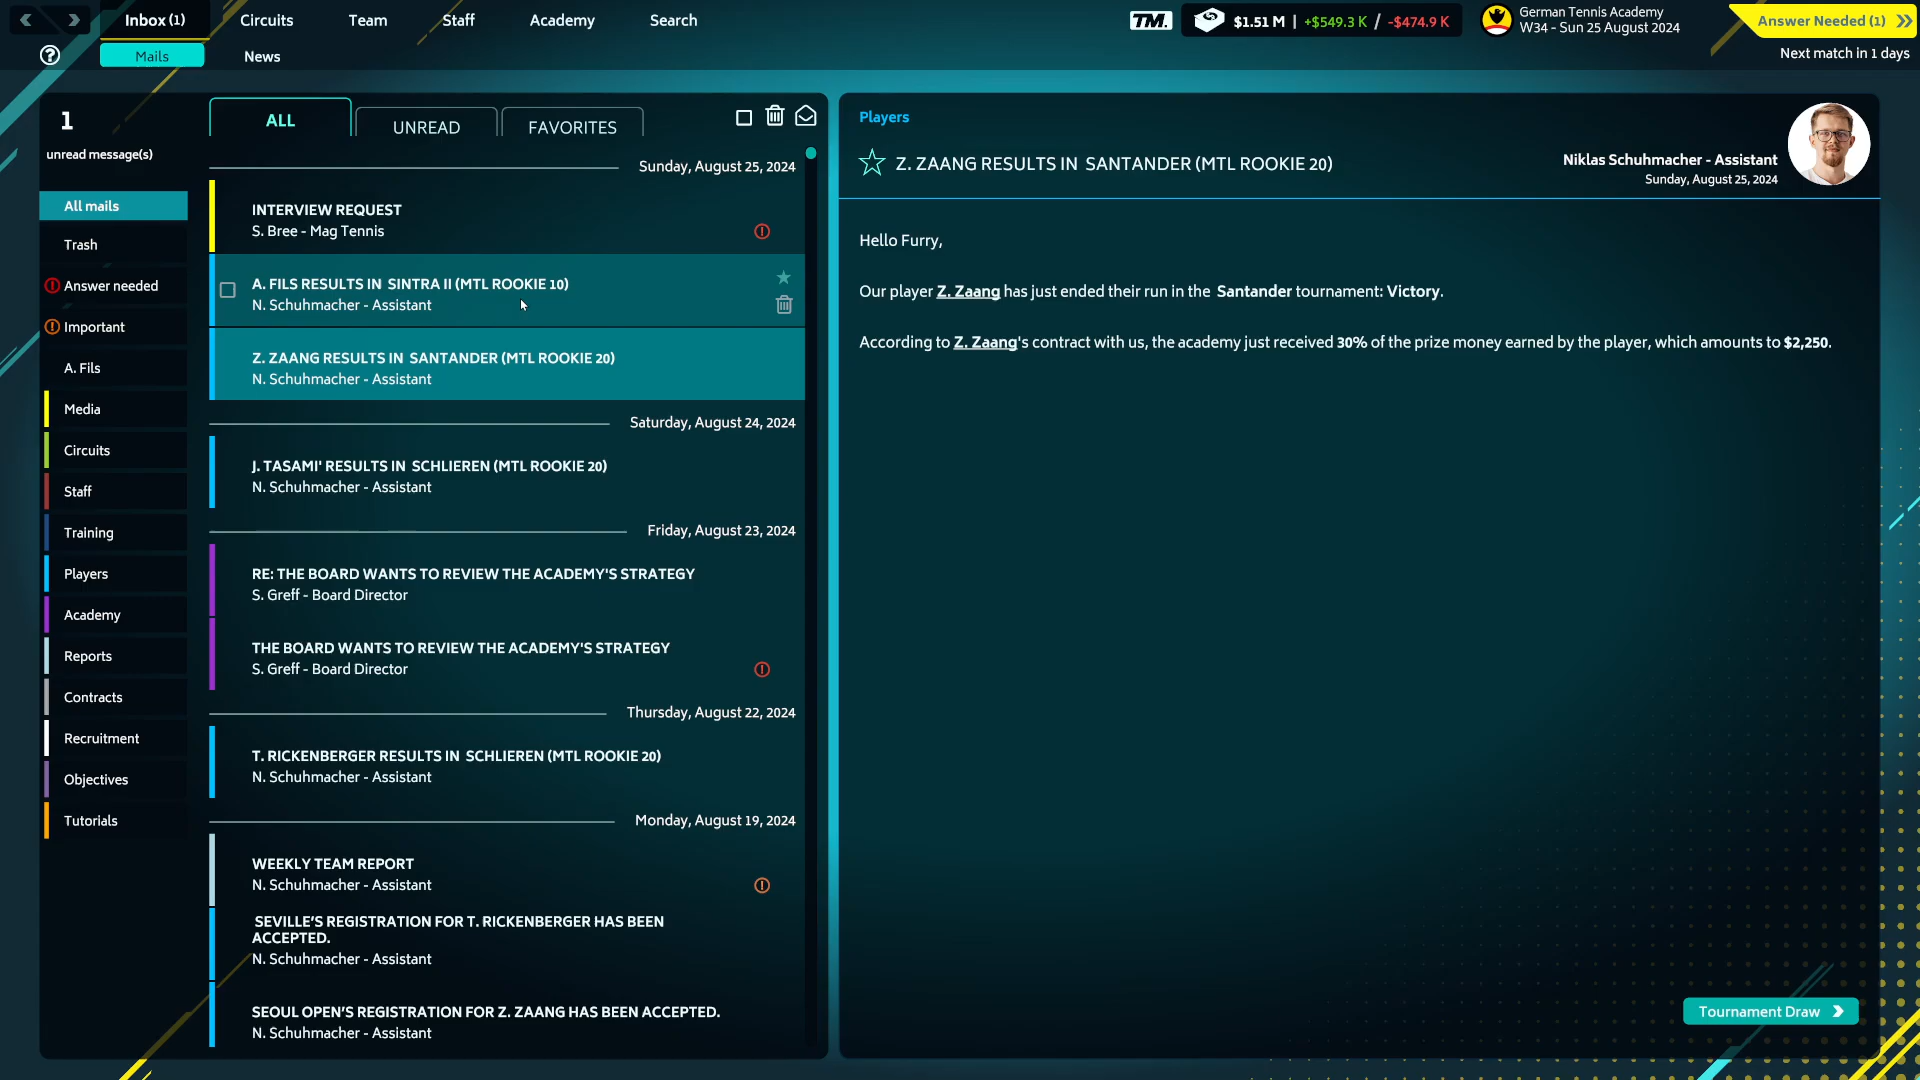 Inbox (1)
Circuits
Team
Staff
Academy
Search
TM.
$1.51 M | +$549.3 K / -$474.9 K
German Tennis Academy
W34 - Sun 25 August 2024
Answer Needed (1)
Next match in 1 days
Mails
News
1
unread message(s)
All mails
Trash
Answer needed
Important
A. Fils
Media
Circuits
Staff
Training
Players
Academy
Reports
Contracts
Recruitment
Objectives
Tutorials
ALL
UNREAD
FAVORITES
Sunday, August 25, 2024
INTERVIEW REQUEST
S. Bree - Mag Tennis
A. FILS RESULTS IN SINTRA II (MTL ROOKIE 10)
N. Schuhmacher - Assistant
Z. ZAANG RESULTS IN SANTANDER (MTL ROOKIE 20)
N. Schuhmacher - Assistant
Saturday, August 24, 2024
J. TASAMI' RESULTS IN SCHLIEREN (MTL ROOKIE 20)
N. Schuhmacher - Assistant
Friday, August 23, 2024
RE: THE BOARD WANTS TO REVIEW THE ACADEMY'S STRATEGY
S. Greff - Board Director
THE BOARD WANTS TO REVIEW THE ACADEMY'S STRATEGY
S. Greff - Board Director
Thursday, August 22, 2024
T. RICKENBERGER RESULTS IN SCHLIEREN (MTL ROOKIE 20)
N. Schuhmacher - Assistant
Monday, August 19, 2024
WEEKLY TEAM REPORT
N. Schuhmacher - Assistant
SEVILLE'S REGISTRATION FOR T. RICKENBERGER HAS BEEN
ACCEPTED.
N. Schuhmacher - Assistant
SEOUL OPEN'S REGISTRATION FOR Z. ZAANG HAS BEEN ACCEPTED.
N. Schuhmacher - Assistant
Players
Z. ZAANG RESULTS IN SANTANDER (MTL ROOKIE 20)
Niklas Schuhmacher - Assistant
Sunday, August 25, 2024
Hello Furry,
Our player Z. Zaang has just ended their run in the Santander tournament: Victory.
According to Z. Zaang's contract with us, the academy just received 30% of the prize money earned by the player, which amounts to $2,250.
Tournament Draw